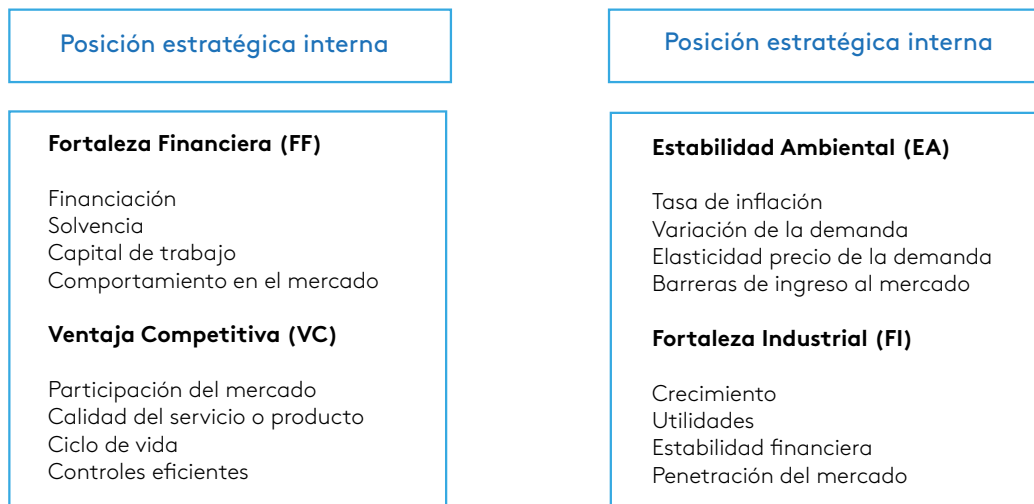 Posición estratégica interna
Fortaleza Financiera (FF)
Financiación
Solvencia
Capital de trabajo
Comportamiento en el mercado
Ventaja Competitiva (VC)
Participación del mercado
Calidad del servicio o producto
Ciclo de vida
Controles eficientes
Posición estratégica interna
Estabilidad Ambiental (EA)
Tasa de inflación
Variación de la demanda
Elasticidad precio de la demanda
Barreras de ingreso al mercado
Fortaleza Industrial (FI)
Crecimiento
Utilidades
Estabilidad financiera
Penetración del mercado